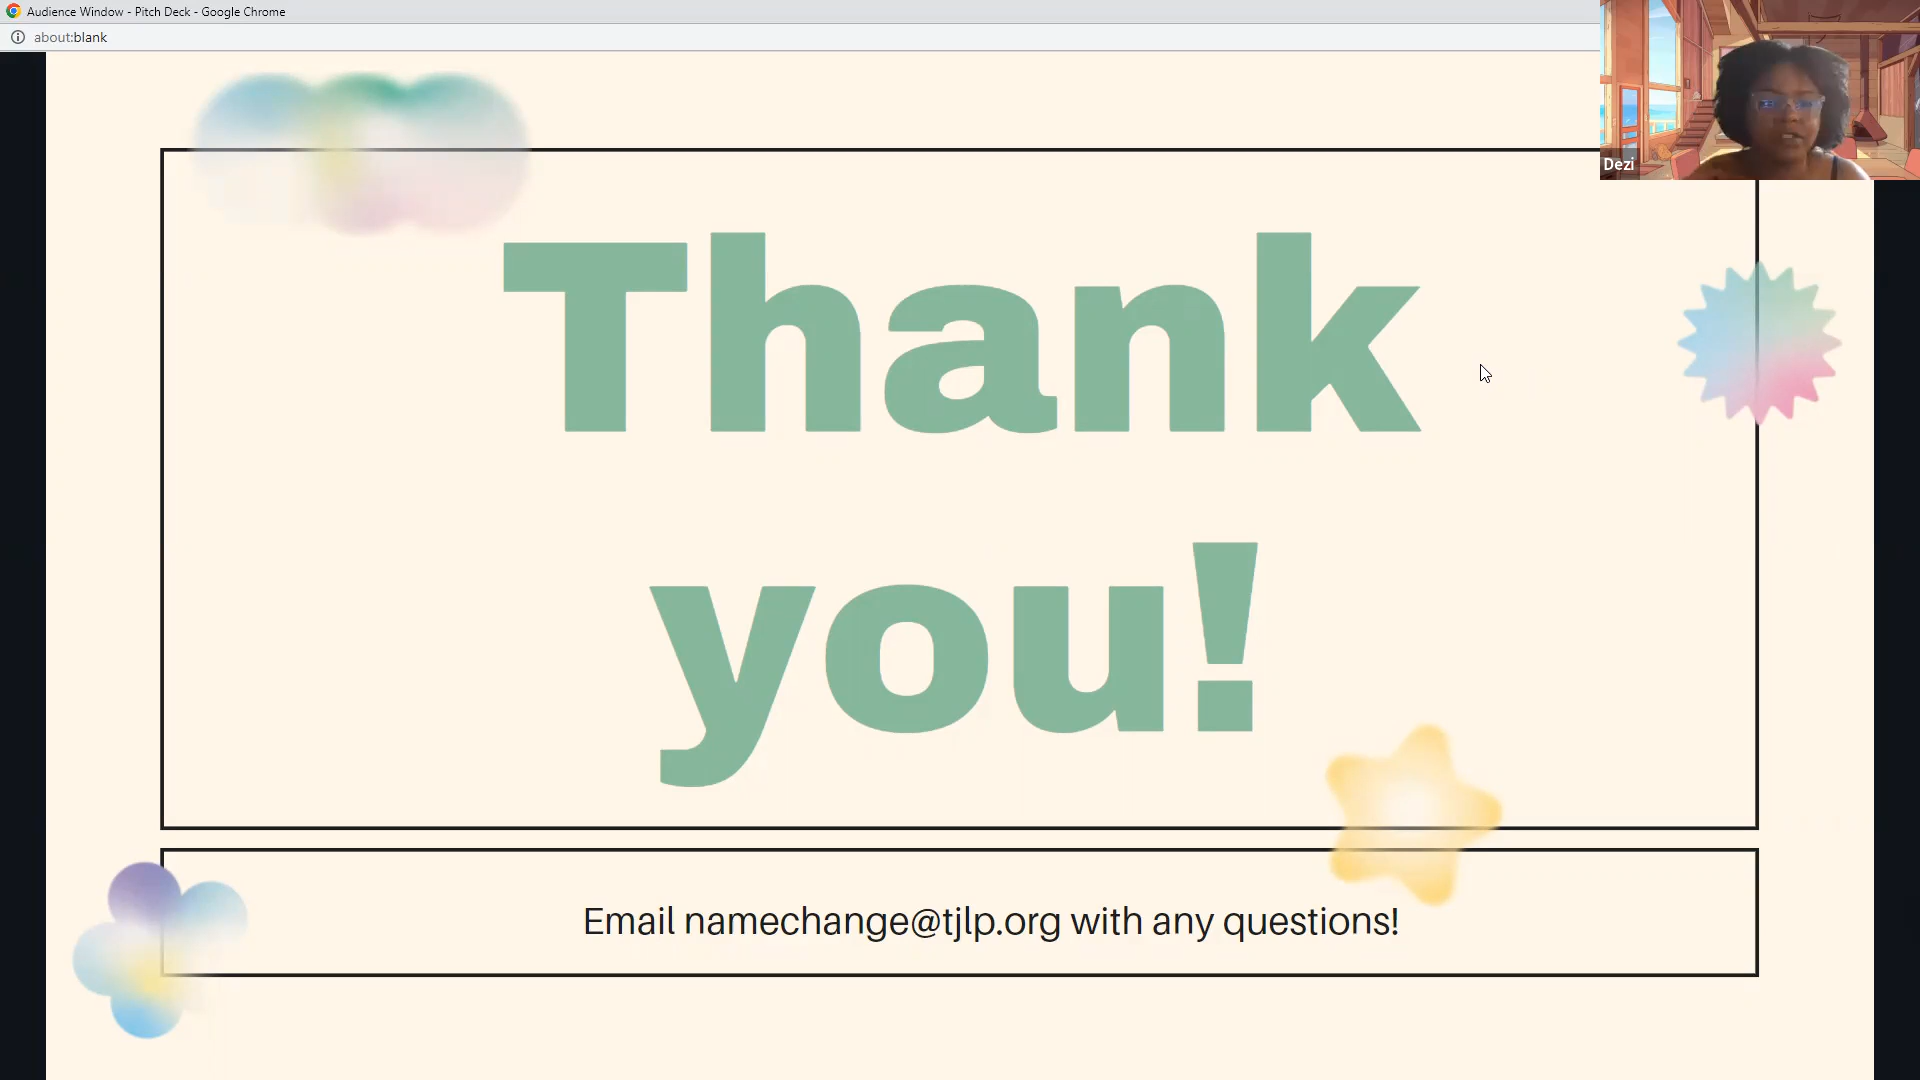 Audience Window - Pitch Deck - Google Chrome
about:blank
Dezi
Thank
you!
Email namechange@tjlp.org with any questions!